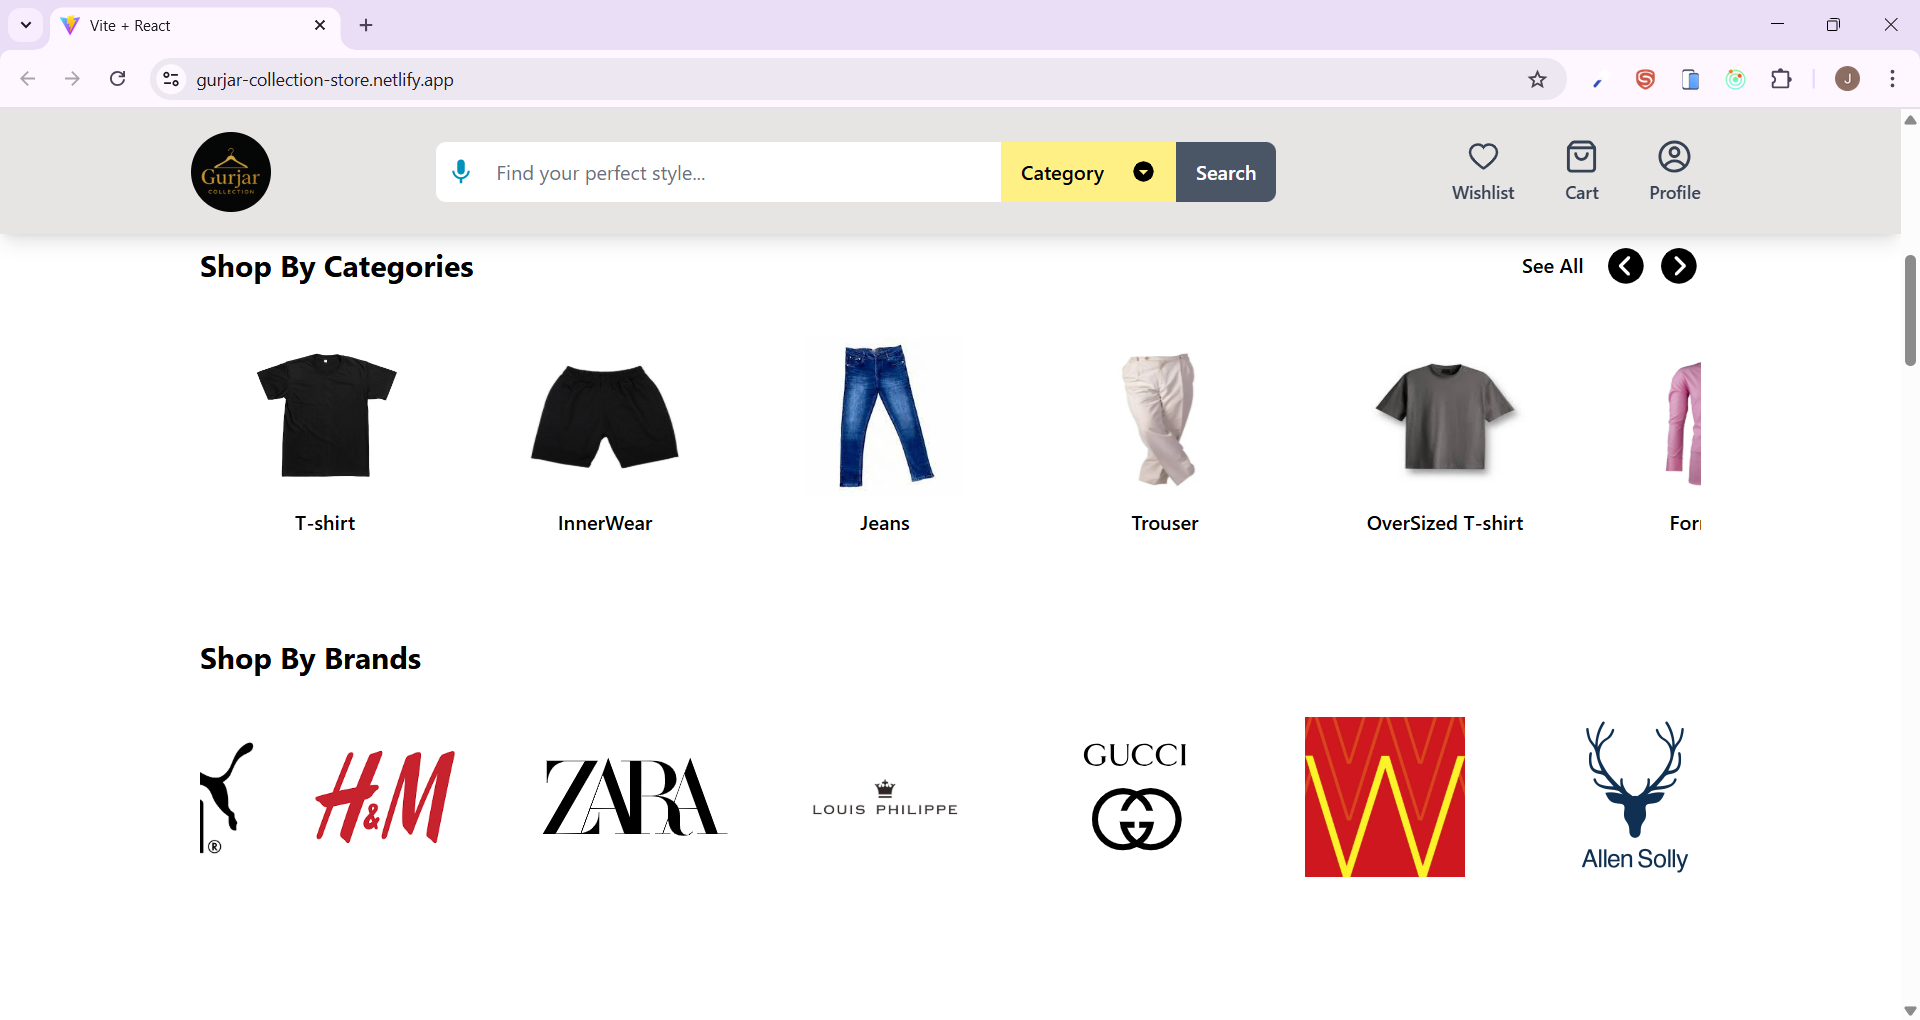 Vite + React
gurjar-collection-store.netlify.app
J
Gurjar
COLLECTION
Find your perfect style...
Category
Search
Wishlist
Cart
Profile
Shop By Categories
See All
T-shirt
InnerWear
Jeans
Trouser
OverSized T-shirt
For
Shop By Brands
®
H&M
ZARA
LOUIS PHILIPPE
GUCCI
W
Allen Solly